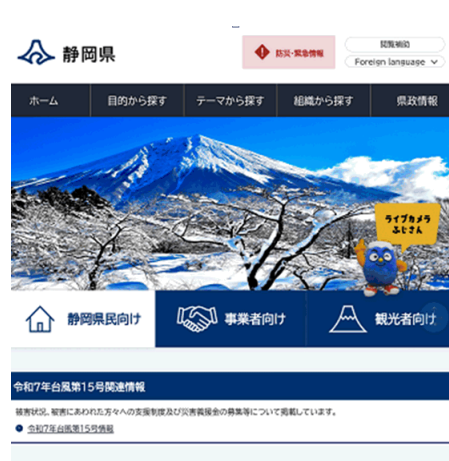 静岡県
防災・緊急情報
閲覧補助
Foreign language
ホーム 目的から探す テーマから探す 組織から探す 県政情報
ライブカメラ
ふじさん
静岡県民向け 事業者向け 観光者向け
令和7年台風第15号関連情報
被害状況、被害にあわれた方々への支援制度及び災害義援金の募集等について掲載しています。
令和7年台風第15号情報